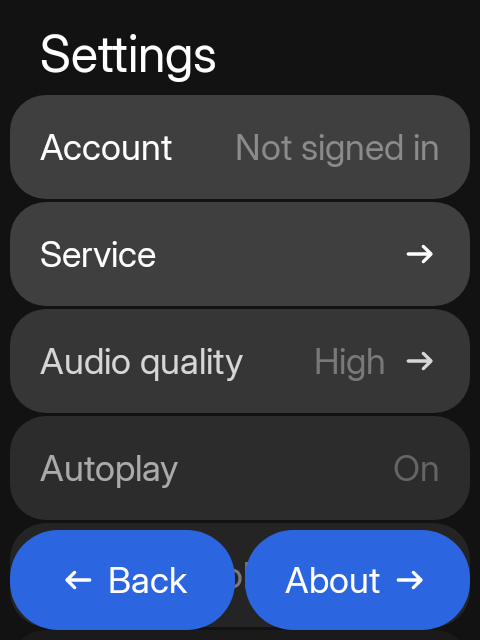 Settings
Account Not signed in
Service
Audio quality High
Autoplay On
Back About